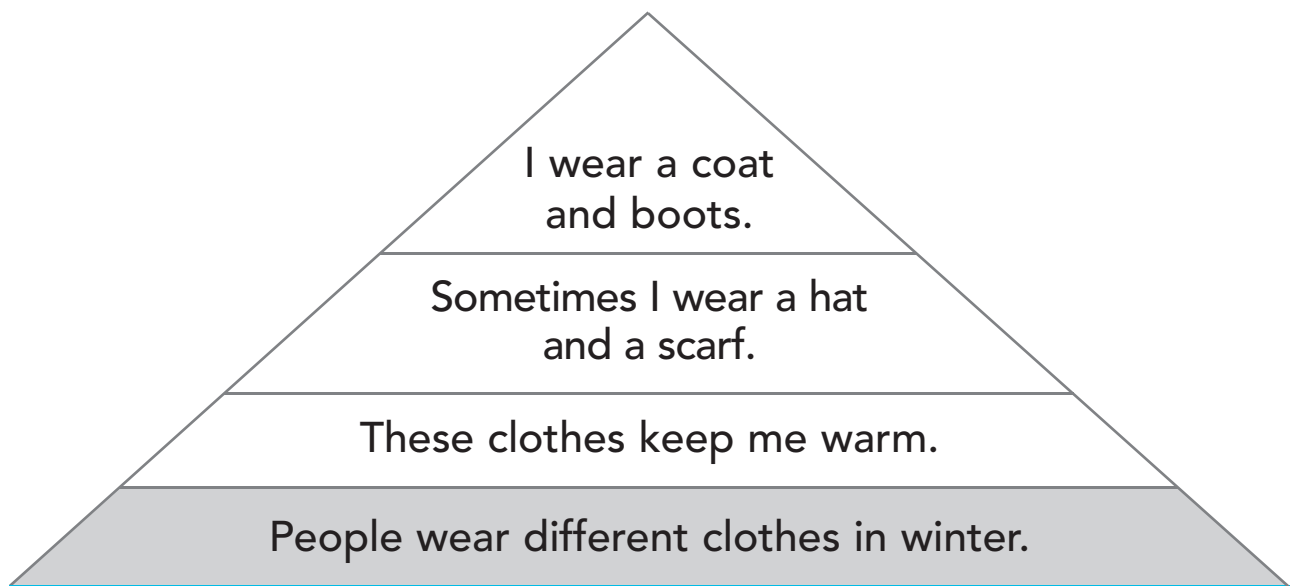 I wear a coat
and boots.
Sometimes I wear a hat
and a scarf.
These clothes keep me warm.
People wear different clothes in winter.